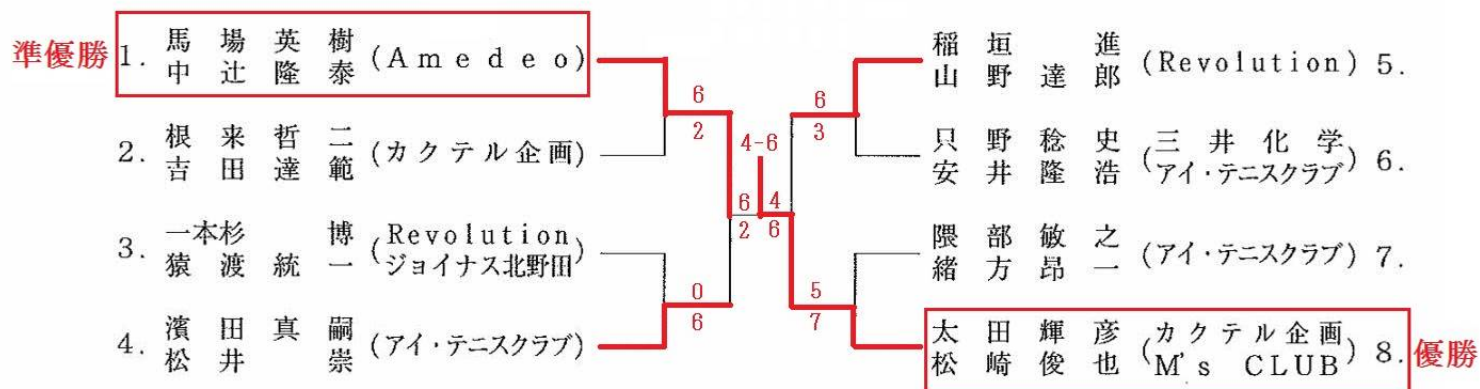 準優勝
1. 馬場英樹 (Amedeo)
中辻隆泰
2. 根来哲二 (カクテル企画)
吉田達範
3. 一本杉博 (Revolution
猿渡統一 ジョイナス北野田)
4. 濱田真嗣 (アイ・テニスクラブ)
松井崇
6
2
0
6
6
2
4-6
4
6
6
3
5
7
稲垣進 (Revolution) 5.
山野達郎
只野稔史 (三井化学
安井隆浩 アイ・テニスクラブ) 6.
隈部敏之 (アイ・テニスクラブ) 7.
緒方昂一
太田輝彦 (カクテル企画
松崎俊也 M's CLUB) 8.
優勝